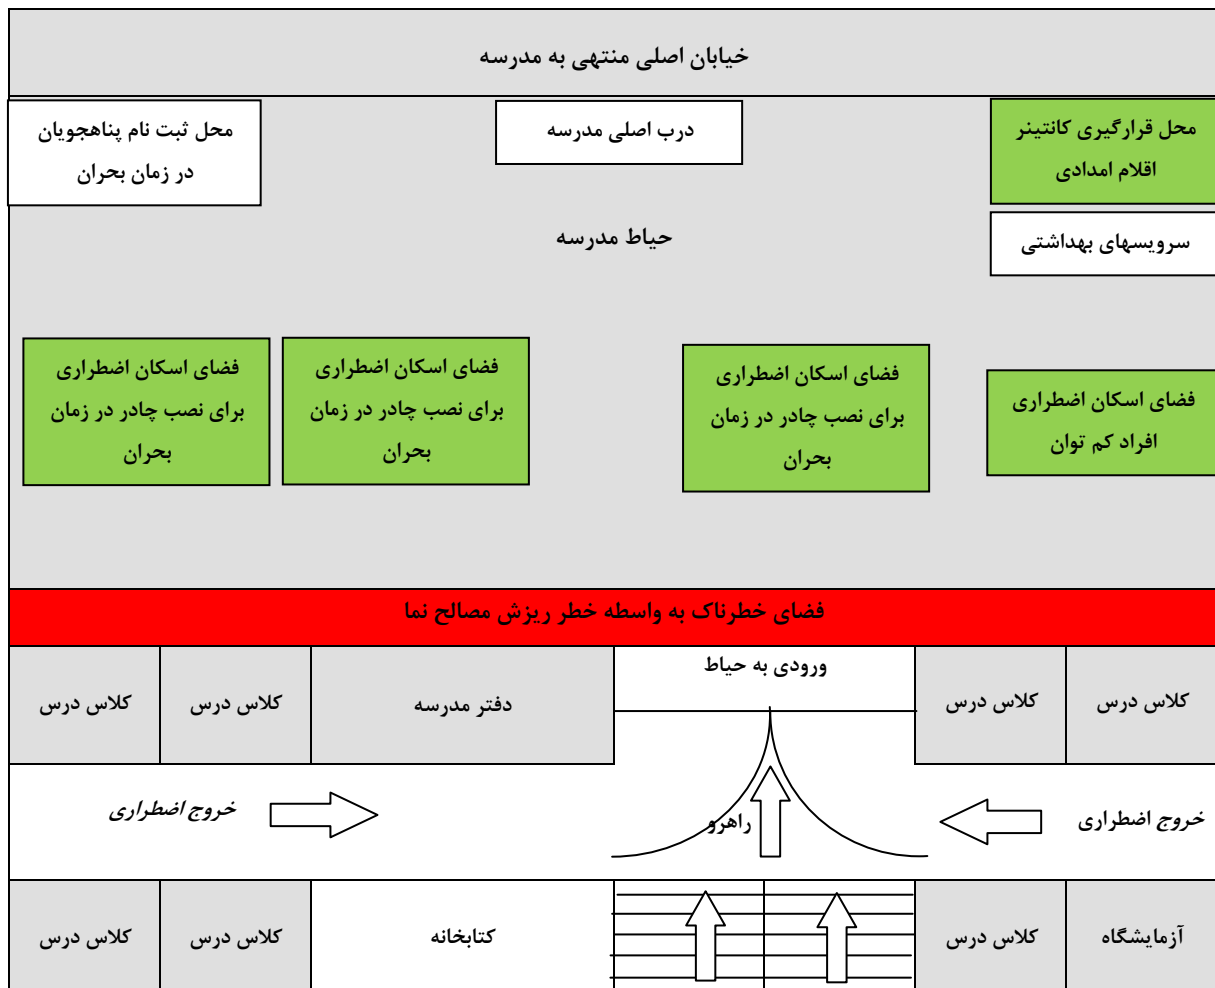 خیابان اصلی منتهی به مدرسه
محل قرارگیری کانتینر
اقلام امدادی
درب اصلی مدرسه
محل ثبت نام پناهجویان
در زمان بحران
سرویسهای بهداشتی
حیاط مدرسه
فضای اسکان اضطراری
افراد کم توان
فضای اسکان اضطراری
برای نصب چادر در زمان
بحران
فضای اسکان اضطراری
برای نصب چادر در زمان
بحران
فضای اسکان اضطراری
برای نصب چادر در زمان
بحران
فضای خطرناک به واسطه خطر ریزش مصالح نما
کلاس درس
کلاس درس
ورودی به حیاط
دفتر مدرسه
کلاس درس
کلاس درس
خروج اضطراری
راهرو
خروج اضطراری
آزمایشگاه
کلاس درس
کتابخانه
کلاس درس
کلاس درس